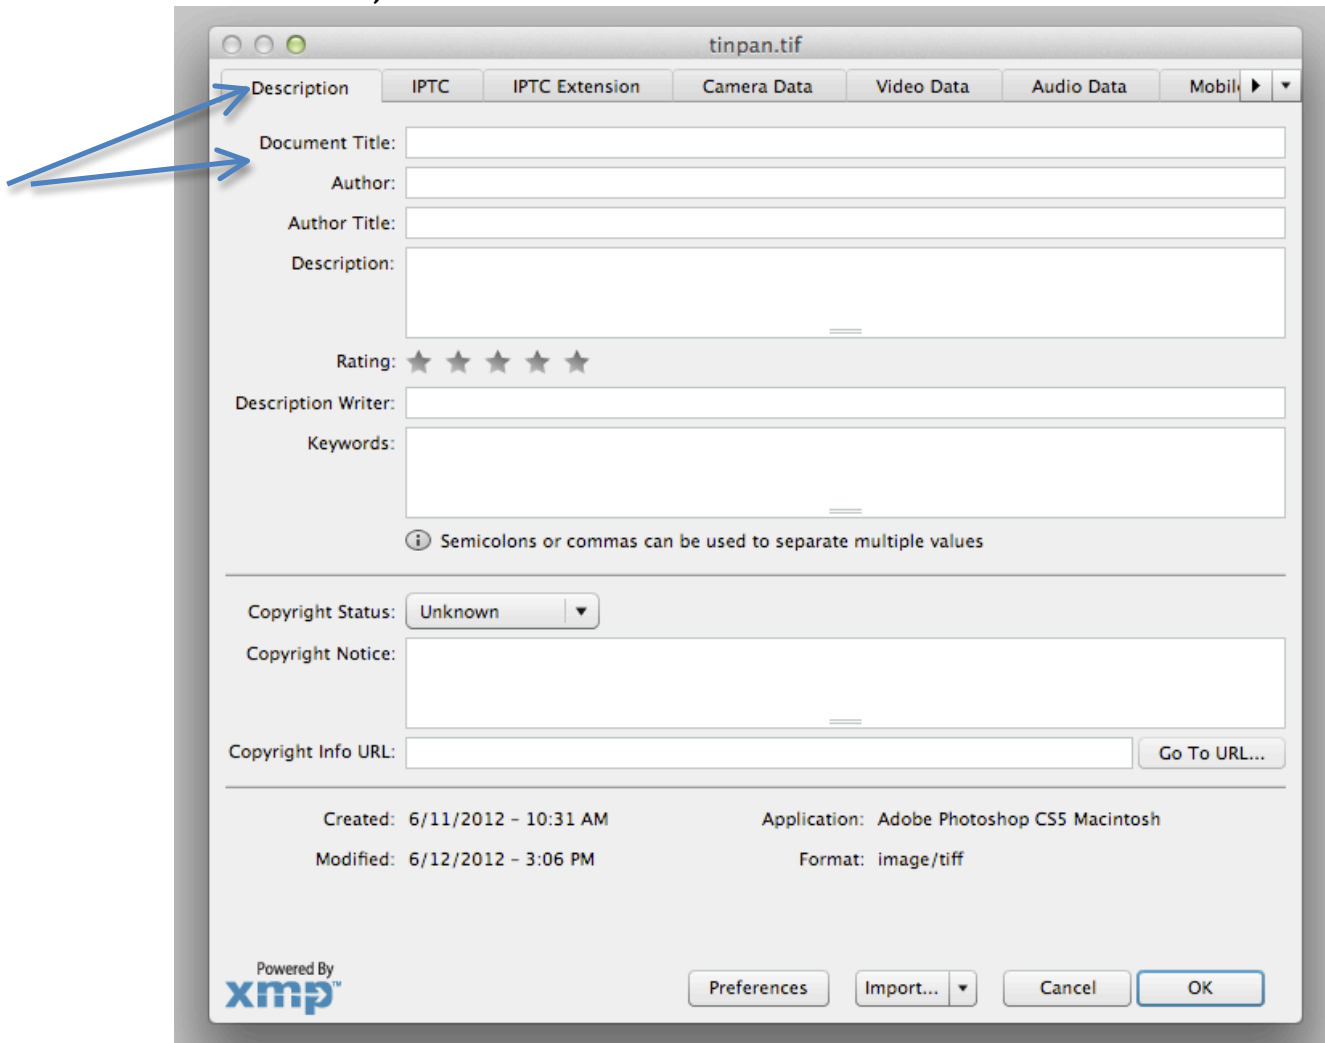 tinpan.tif
Description IPTC IPTC Extension Camera Data Video Data Audio Data Mobil
Document Title:
Author:
Author Title:
Description:
Rating:
Description Writer:
Keywords:
Semicolons or commas can be used to separate multiple values
Copyright Status: Unknown
Copyright Notice:
Copyright Info URL: Go To URL...
Created: 6/11/2012 – 10:31 AM Application: Adobe Photoshop CS5 Macintosh
Modified: 6/12/2012 – 3:06 PM Format: image/tiff
Powered By
xmp™
Preferences Import... Cancel OK